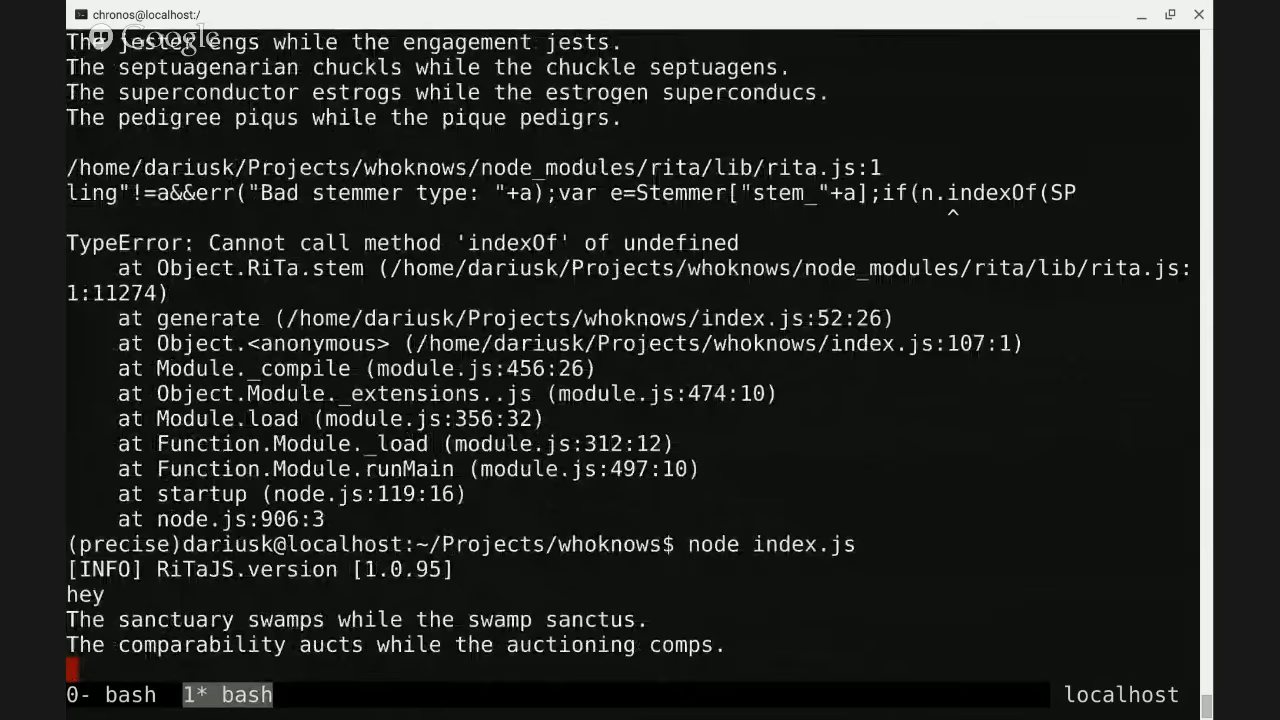 chronos@localhost:/
Google
The jester engs while the engagement jests.
The septuagenarian chuckls while the chuckle septuagens.
The superconductor estrogs while the estrogen superconducs.
The pedigree piqus while the pique pedigrs.
/home/dariusk/Projects/whoknows/node_modules/rita/lib/rita.js:1
ling"!=a&&err("Bad stemmer type: "+a);var e=Stemmer["stem_"+a];if(n.indexOf(SP
^
TypeError: Cannot call method 'indexOf' of undefined
at Object.RiTa.stem (/home/dariusk/Projects/whoknows/node_modules/rita/lib/rita.js:
1:11274)
at generate (/home/dariusk/Projects/whoknows/index.js:52:26)
at Object.<anonymous> (/home/dariusk/Projects/whoknows/index.js:107:1)
at Module._compile (module.js:456:26)
at Object.Module._extensions..js (module.js:474:10)
at Module.load (module.js:356:32)
at Function.Module._load (module.js:312:12)
at Function.Module.runMain (module.js:497:10)
at startup (node.js:119:16)
at node.js:906:3
(precise)dariusk@localhost:~/Projects/whoknows$ node index.js
[INFO] RiTaJS.version [1.0.95]
hey
The sanctuary swamps while the swamp sanctus.
The comparability aucts while the auctioning comps.
0- bash 1* bash localhost